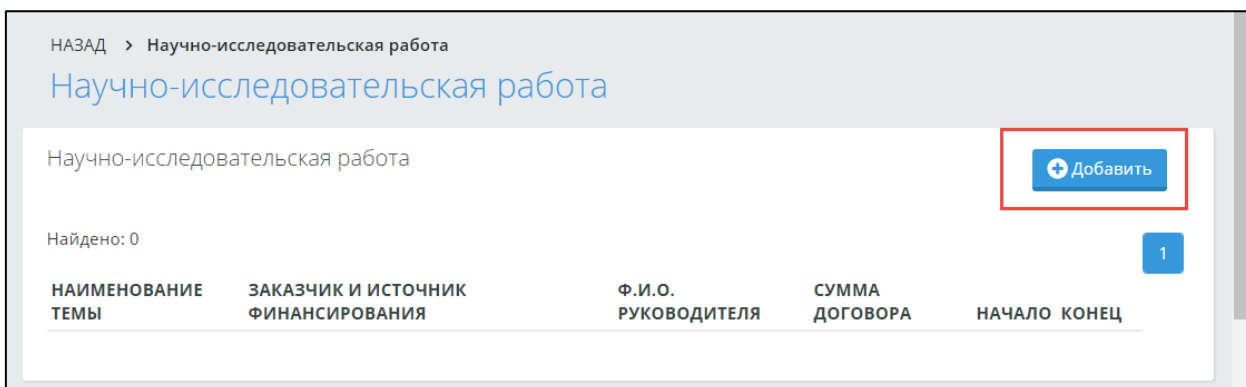 НАЗАД > Научно-исследовательская работа
Научно-исследовательская работа
Научно-исследовательская работа
Добавить
Найдено: 0
1
НАИМЕНОВАНИЕ ТЕМЫ
ЗАКАЗЧИК И ИСТОЧНИК ФИНАНСИРОВАНИЯ
Ф.И.О. РУКОВОДИТЕЛЯ
СУММА ДОГОВОРА
НАЧАЛО
КОНЕЦ